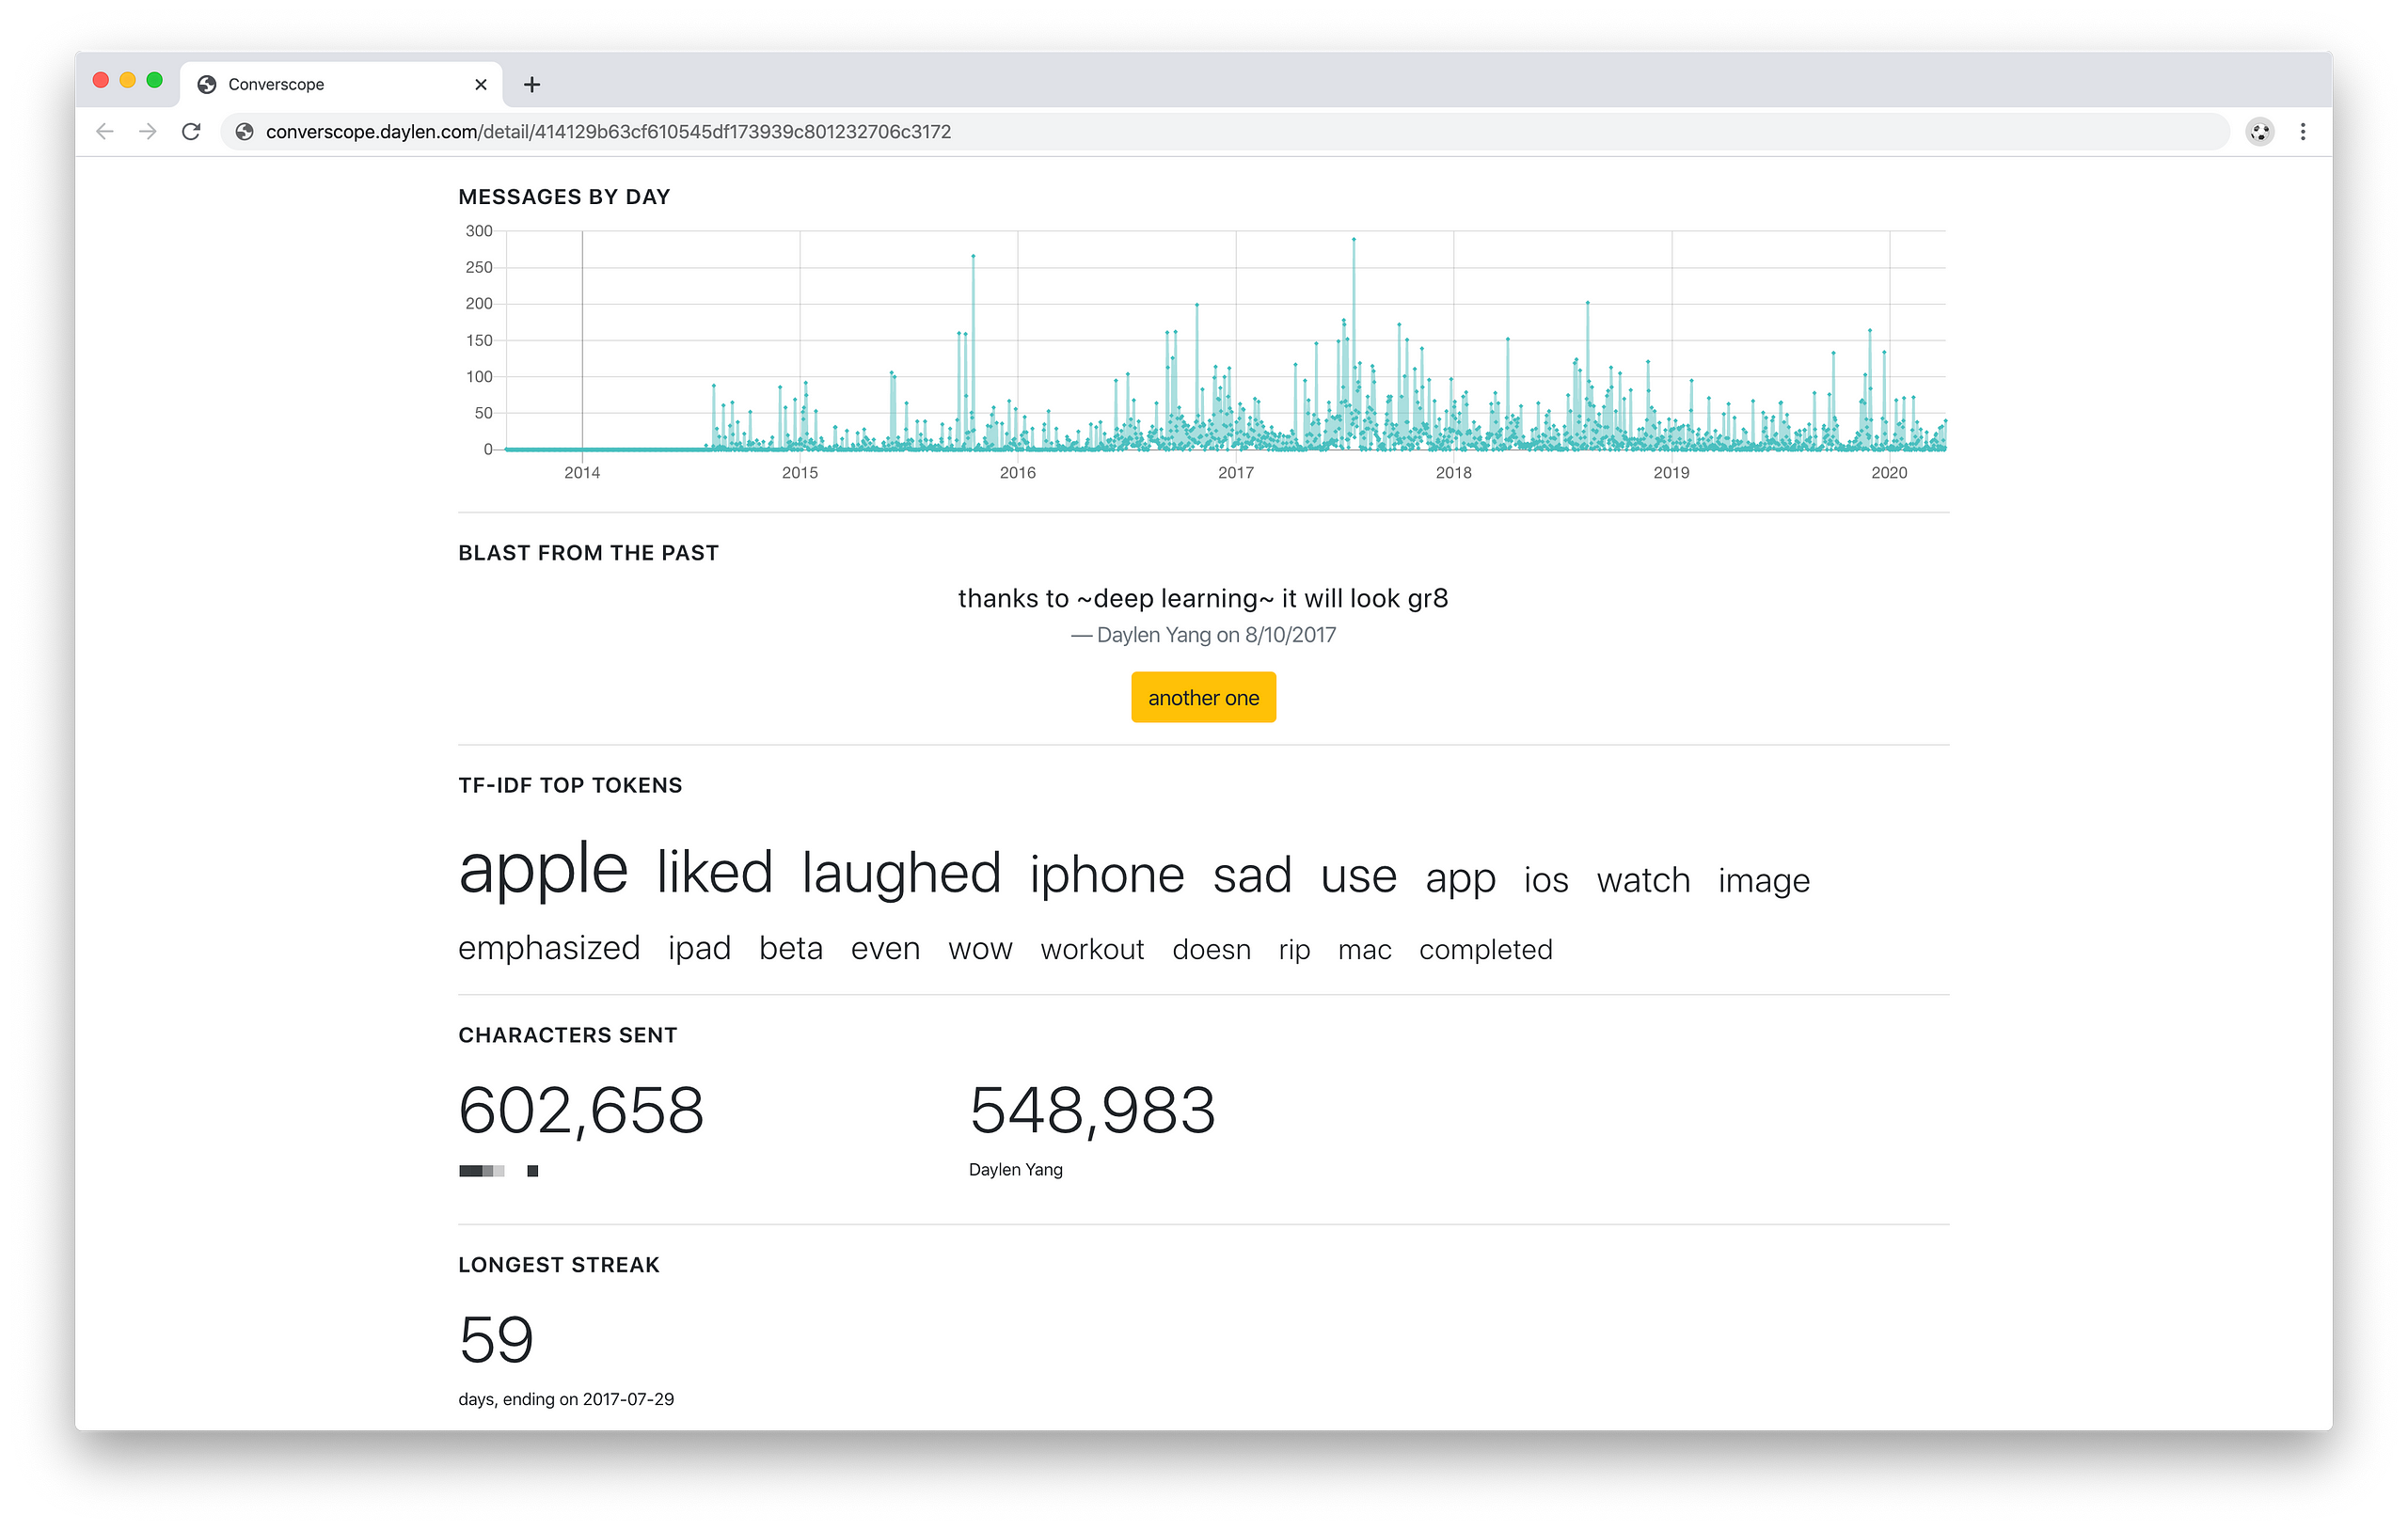 Converscope
converscope.daylen.com/detail/414129b63cf610545df173939c801232706c3172
MESSAGES BY DAY
300
250
200
150
100
50
0
2014 2015 2016 2017 2018 2019 2020
BLAST FROM THE PAST
thanks to ~deep learning~ it will look gr8
— Daylen Yang on 8/10/2017
another one
TF-IDF TOP TOKENS
apple liked laughed iphone sad use app ios watch image
emphasized ipad beta even wow workout doesn rip mac completed
CHARACTERS SENT
602,658 548,983
Daylen Yang
LONGEST STREAK
59
days, ending on 2017-07-29